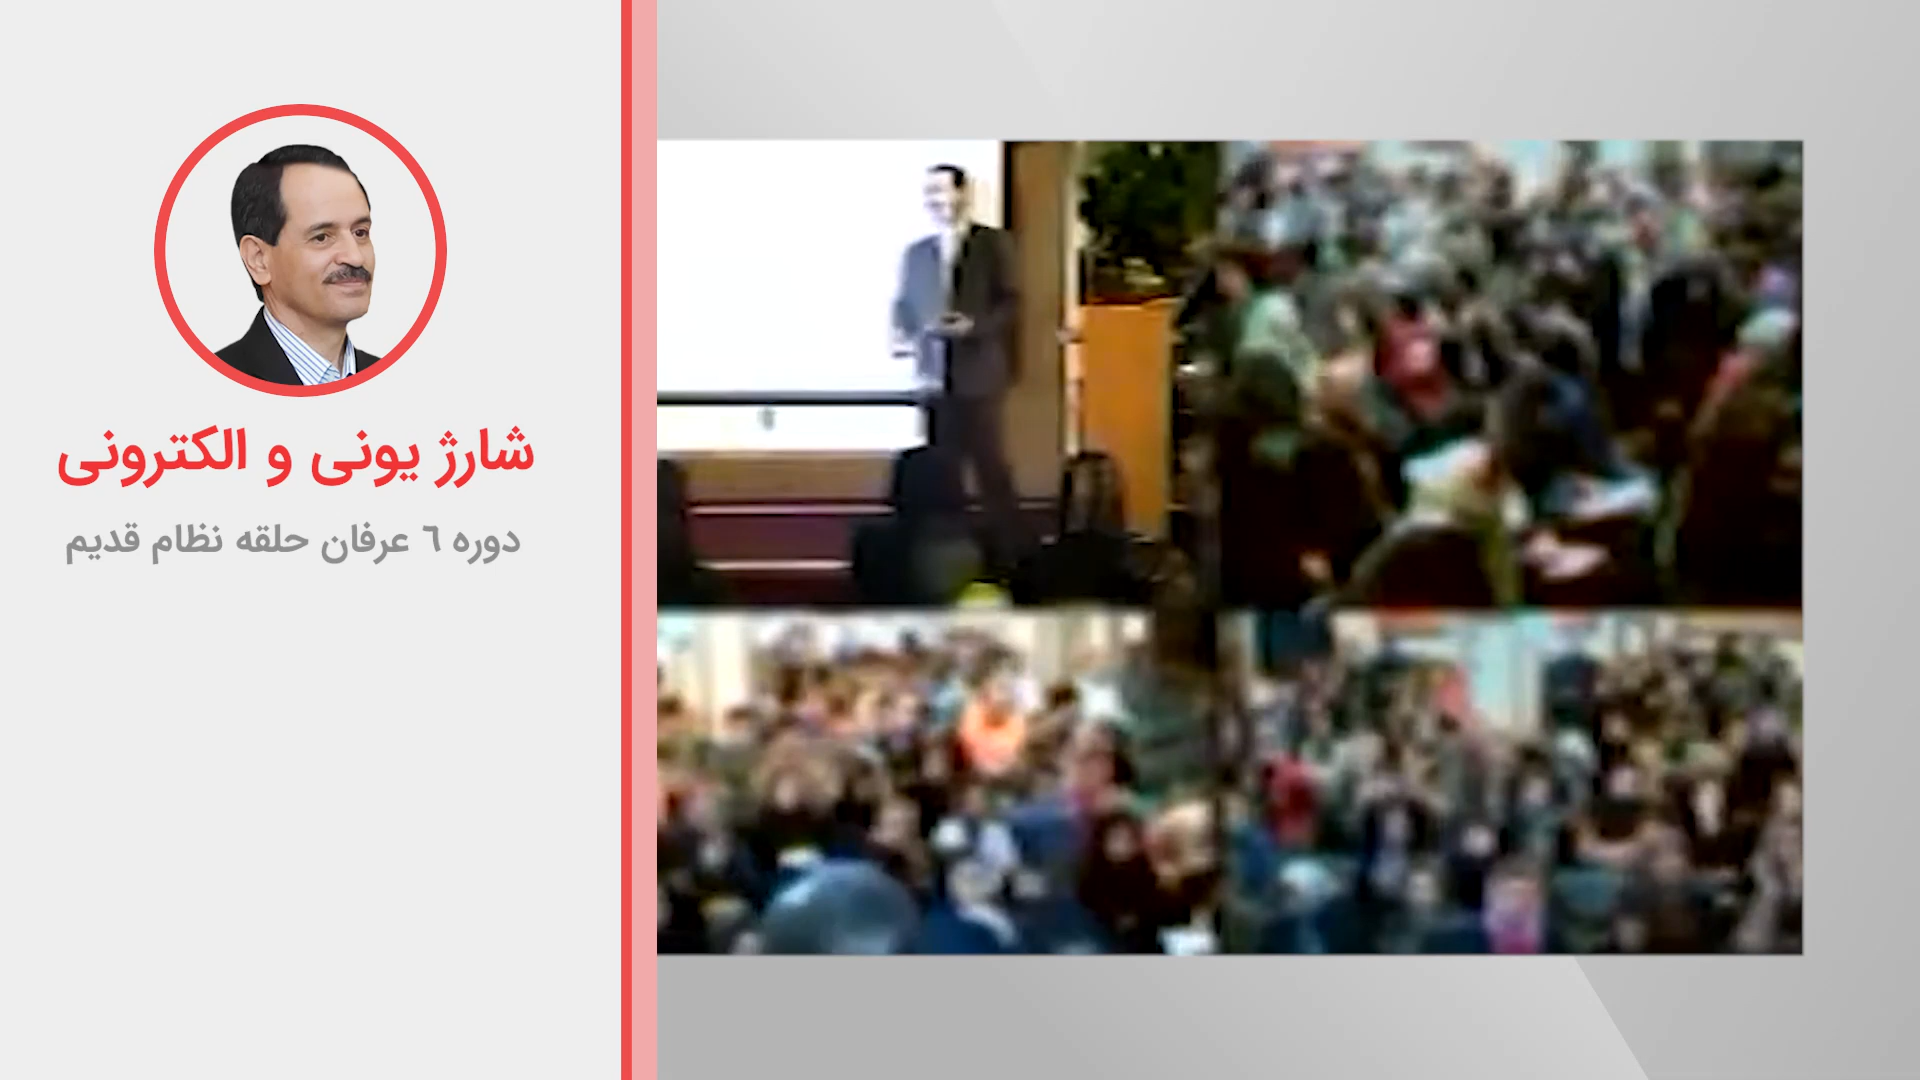 شارژ یونی و الکترونی
دوره ٦ عرفان حلقه نظام قدیم